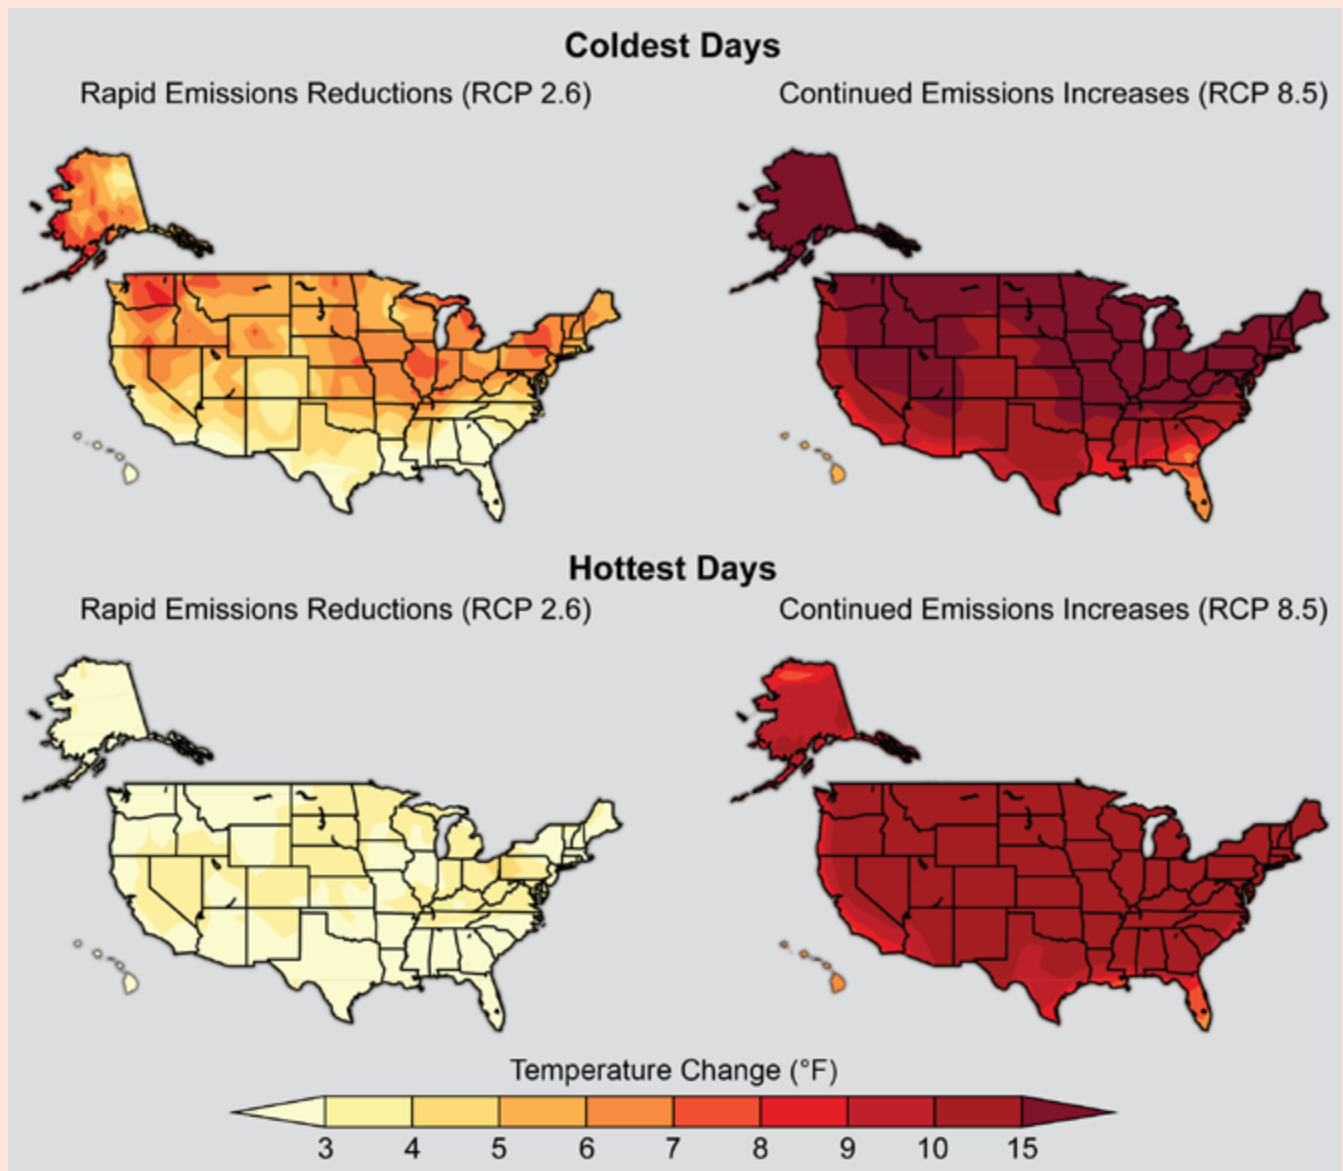 Coldest Days
Rapid Emissions Reductions (RCP 2.6)
Continued Emissions Increases (RCP 8.5)
Hottest Days
Rapid Emissions Reductions (RCP 2.6)
Continued Emissions Increases (RCP 8.5)
Temperature Change (°F)
3 4 5 6 7 8 9 10 15